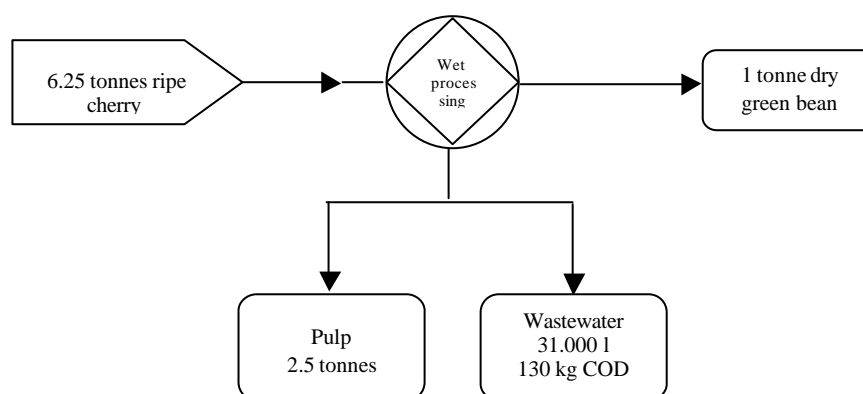 6.25 tonnes ripe
cherry
Wet
proces
sing
1 tonne dry
green bean
Pulp
2.5 tonnes
Wastewater
31.000 l
130 kg COD